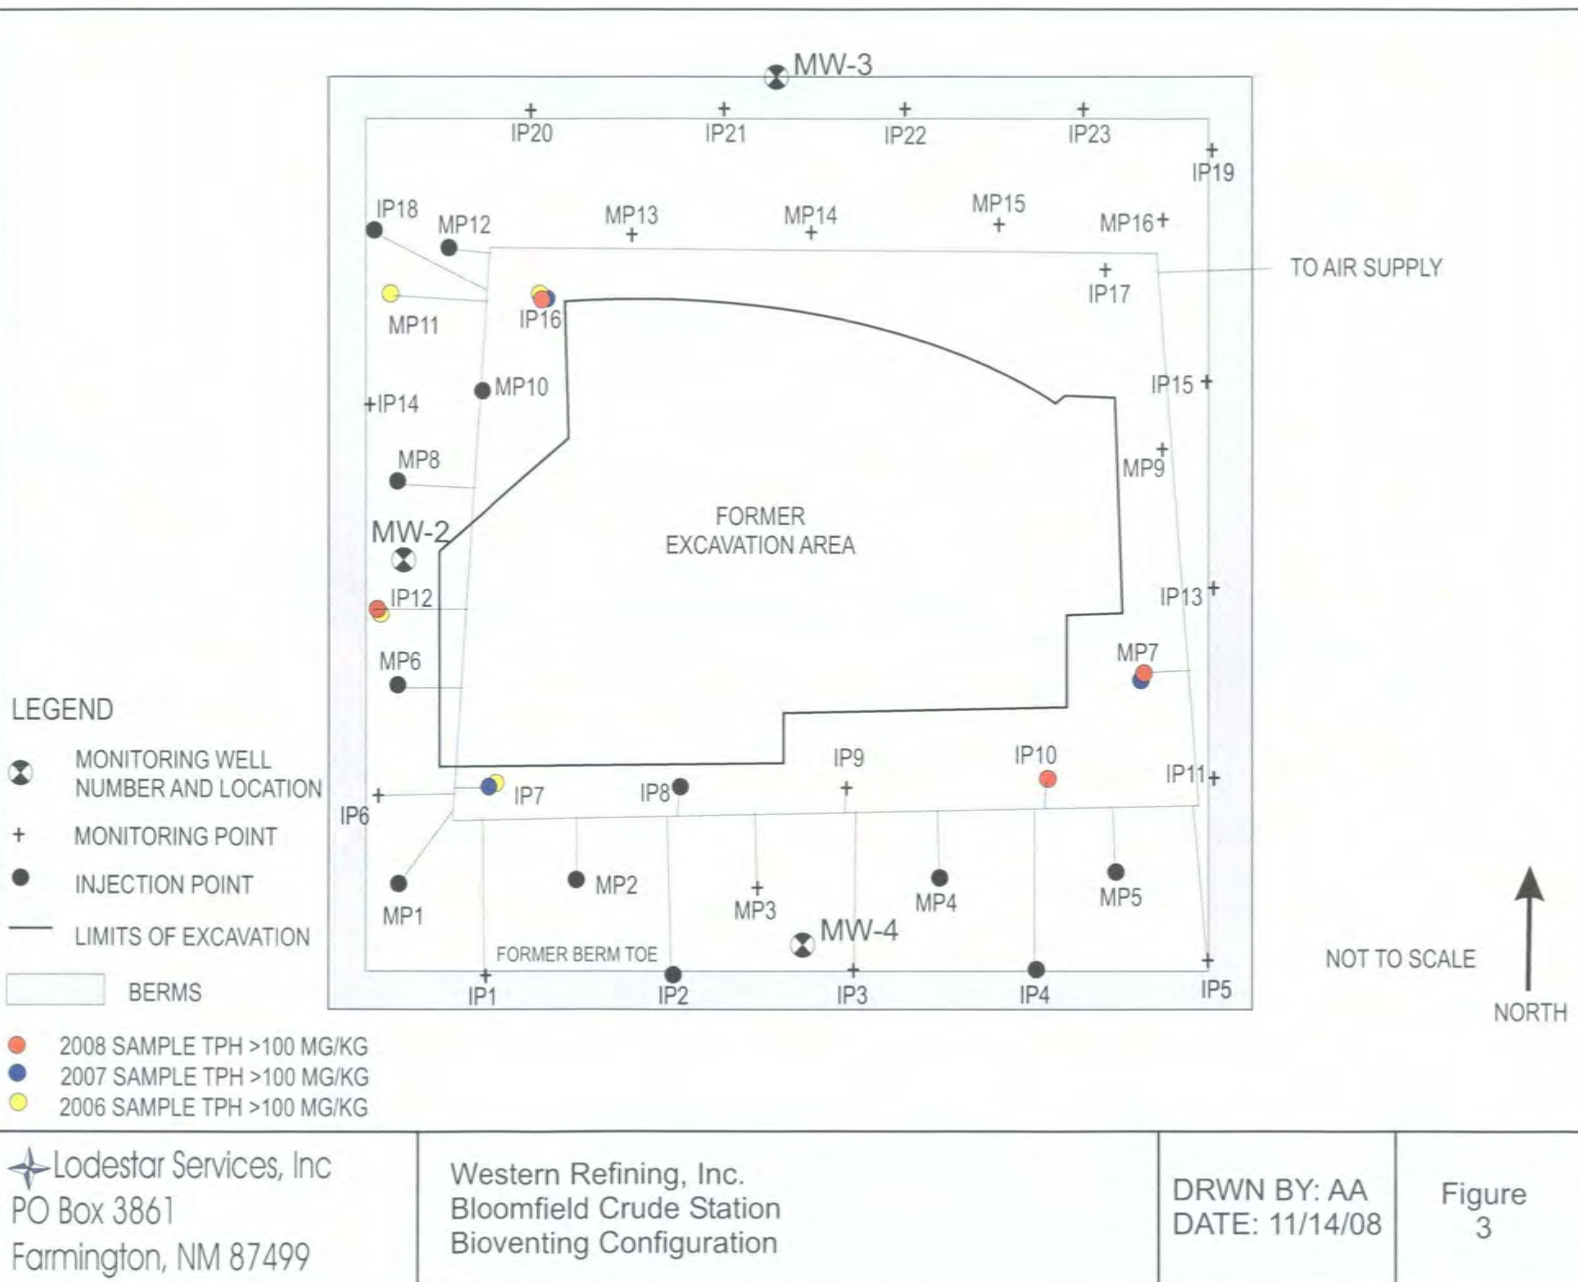 MW-3
IP20
IP21
IP22
IP23
IP19
IP18
MP12
MP13
MP14
MP15
MP16
TO AIR SUPPLY
IP17
MP11
IP16
IP15
MP10
IP14
MP8
MP9
FORMER
EXCAVATION AREA
MW-2
IP12
IP13
MP6
MP7
LEGEND
MONITORING WELL
NUMBER AND LOCATION
MONITORING POINT
INJECTION POINT
LIMITS OF EXCAVATION
BERMS
2008 SAMPLE TPH >100 MG/KG
2007 SAMPLE TPH >100 MG/KG
2006 SAMPLE TPH >100 MG/KG
IP6
IP7
IP8
IP9
IP10
IP11
MP1
MP2
MP3
MP4
MP5
MW-4
FORMER BERM TOE
IP1
IP2
IP3
IP4
IP5
NOT TO SCALE
NORTH
Lodestar Services, Inc
PO Box 3861
Farmington, NM 87499
Western Refining, Inc.
Bloomfield Crude Station
Bioventing Configuration
DRWN BY: AA
DATE: 11/14/08
Figure
3